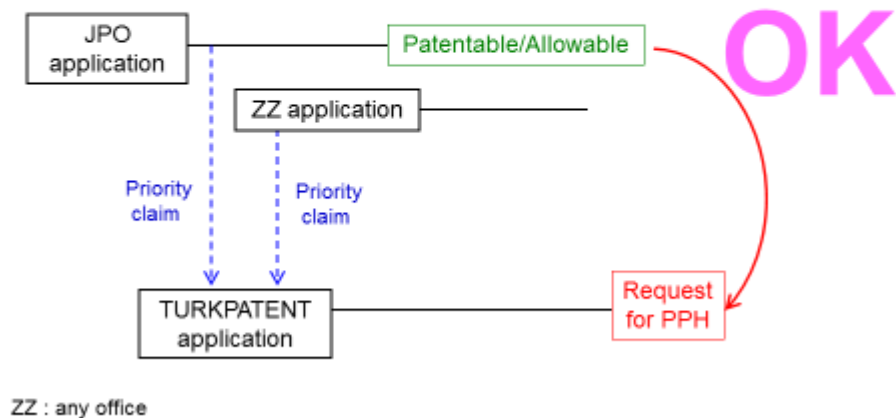 JPO
application
Patentable/Allowable
OK
ZZ application
Priority
claim
Priority
claim
TURKPATENT
application
Request
for PPH
ZZ : any office